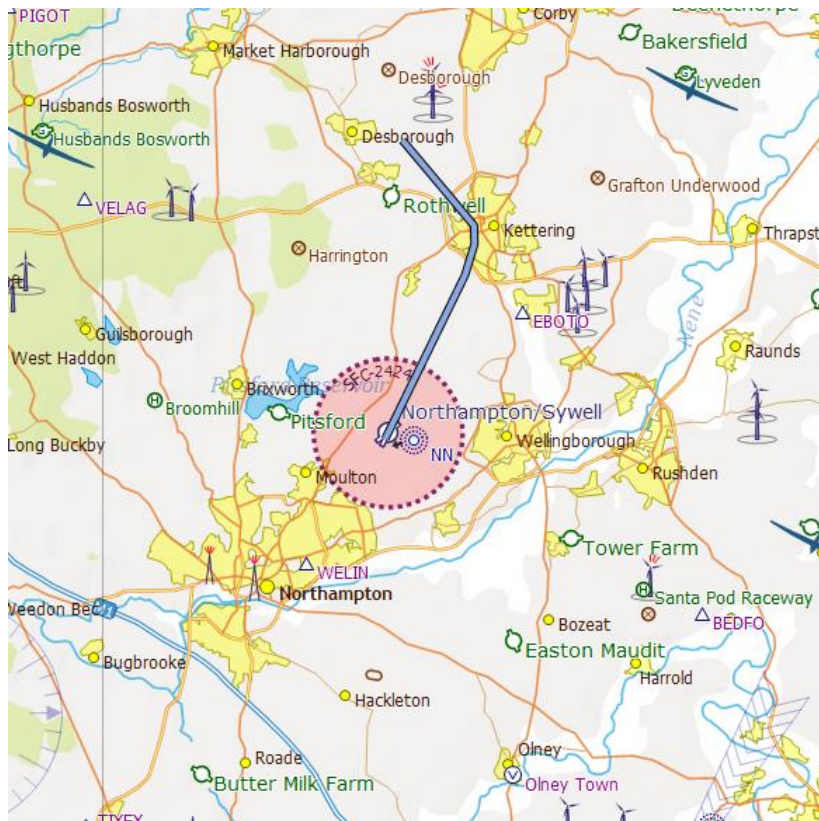 PIGOT
Corby
gthorpe
Market Harborough
Bakersfield
Desborough
Lyveden
Husbands Bosworth
Husbands Bosworth
Desborough
VELAG
Rothwell
Grafton Underwood
Kettering
Thrapst
Harrington
EBOTO
Nene
Guilsborough
Raunds
West Haddon
SEC-2424
Brixworth
Broomhill
Pitsford
Northampton/Sywell
Long Buckby
Wellingborough
NN
Moulton
Rushden
Tower Farm
WELIN
Northampton
Santa Pod Raceway
Weedon Bec
BEDFO
Bozeat
Easton Maudit
Bugbrooke
Harrold
Hackleton
Roade
Olney
Butter Milk Farm
Olney Town